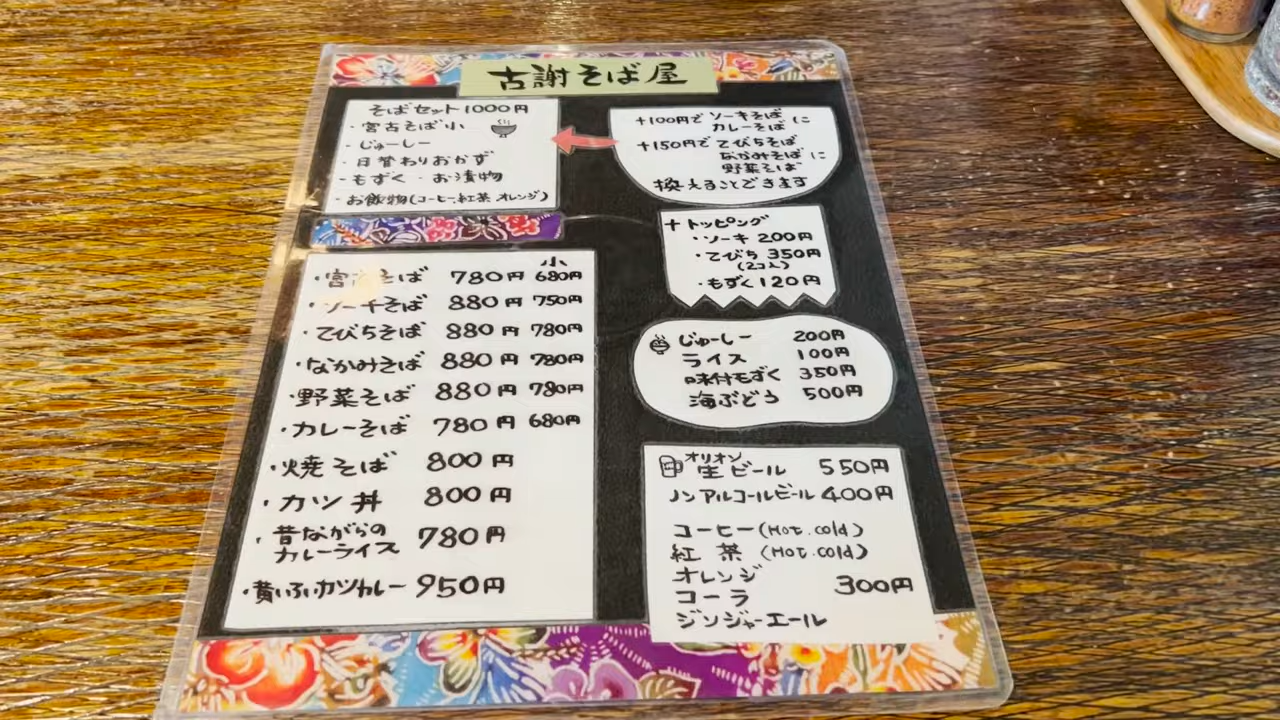 古謝そば屋
そばセット 1000円
・宮古そば 小
・じゅーしー
・日替わりおかず
・もずく ・お漬物
・お飲物(コーヒー、紅茶 オレンジ)
+100円で ソーキそば に
カレーそば
+150円で てびちそば
なかみそば に
野菜そば
換えることできます
+トッピング
・ソーキ 200円
・てびち 350円
(2コ入)
・もずく 120円
小
・宮古そば 780円 680円
・ソーキそば 880円 750円
・てびちそば 880円 780円
・なかみそば 880円 780円
・野菜そば 880円 780円
・カレーそば 780円 680円
・焼そば 800円
・カツ丼 800円
・昔ながらの
カレーライス 780円
・黄いろいカツカレー 950円
じゅーしー 200円
ライス 100円
味付もずく 350円
海ぶどう 500円
オリオン
生ビール 550円
ノンアルコールビール 400円
コーヒー(Hot.cold)
紅茶(Hot.cold)
オレンジ 300円
コーラ
ジンジャーエール